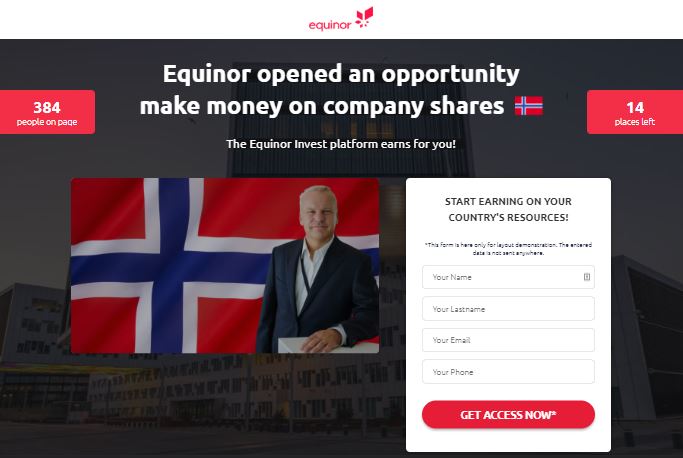 equinor
Equinor opened an opportunity
make money on company shares
384
people on page
14
places left
The Equinor Invest platform earns for you!
START EARNING ON YOUR
COUNTRY'S RESOURCES!
*This form is here only for layout demonstration. The entered
data is not sent anywhere.
Your Name
Your Lastname
Your Email
Your Phone
GET ACCESS NOW*